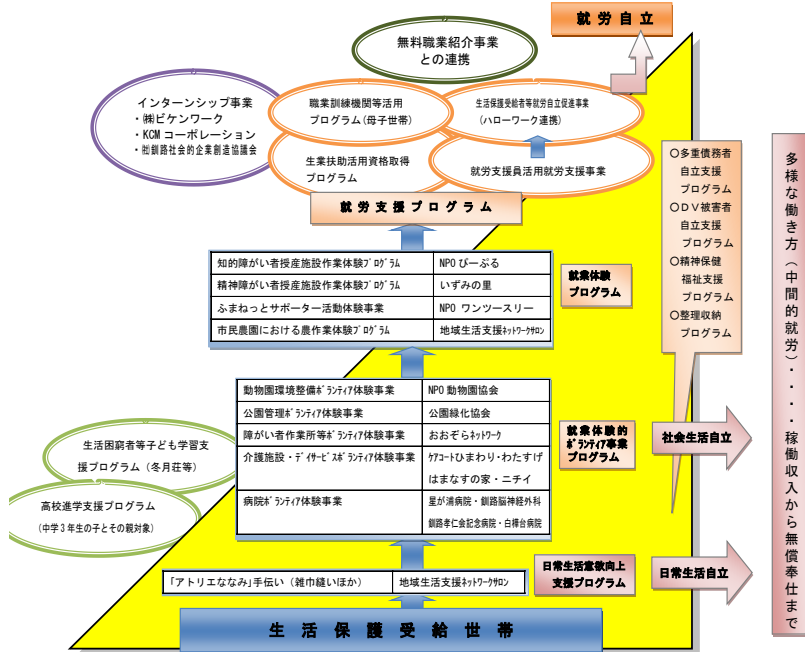 就労自立
無料職業紹介事業
との連携
インターンシップ事業
・㈱ビケンワーク
・KCMコーポレーション
・㈳釧路社会的企業創造協議会
職業訓練機関等活用
プログラム(母子世帯)
生活保護受給者等就労自立促進事業
(ハローワーク連携)
生業扶助活用資格取得
プログラム
就労支援員活用就労支援事業
就労支援プログラム
知的障がい者授産施設作業体験プログラム
NPO ぴーぷる
精神障がい者授産施設作業体験プログラム
いずみの里
ふまねっとサポーター活動体験事業
NPO ワンツースリー
市民農園における農作業体験プログラム
地域生活支援ネットワークサロン
就業体験
プログラム
動物園環境整備ボランティア体験事業
NPO 動物園協会
公園管理ボランティア体験事業
公園緑化協会
障がい者作業所等ボランティア体験事業
おおぞらネットワーク
介護施設・デイサービスボランティア体験事業
ケアコートひまわり・わたすげ
はまなすの家・ニチイ
病院ボランティア体験事業
星が浦病院・釧路脳神経外科
釧路孝仁会記念病院・白樺台病院
就業体験的
ボランティア事業
プログラム
生活困窮者等子ども学習支
援プログラム(冬月荘等)
高校進学支援プログラム
(中学3年生の子とその親対象)
「アトリエななみ」手伝い(雑巾縫いほか)
地域生活支援ネットワークサロン
日常生活意欲向上
支援プログラム
生活保護受給世帯
〇多重債務者
自立支援
プログラム
〇DV被害者
自立支援
プログラム
〇精神保健
福祉支援
プログラム
〇整理収納
プログラム
社会生活自立
日常生活自立
多様な働き方(中間的就労)・・・・稼働収入から無償奉仕まで